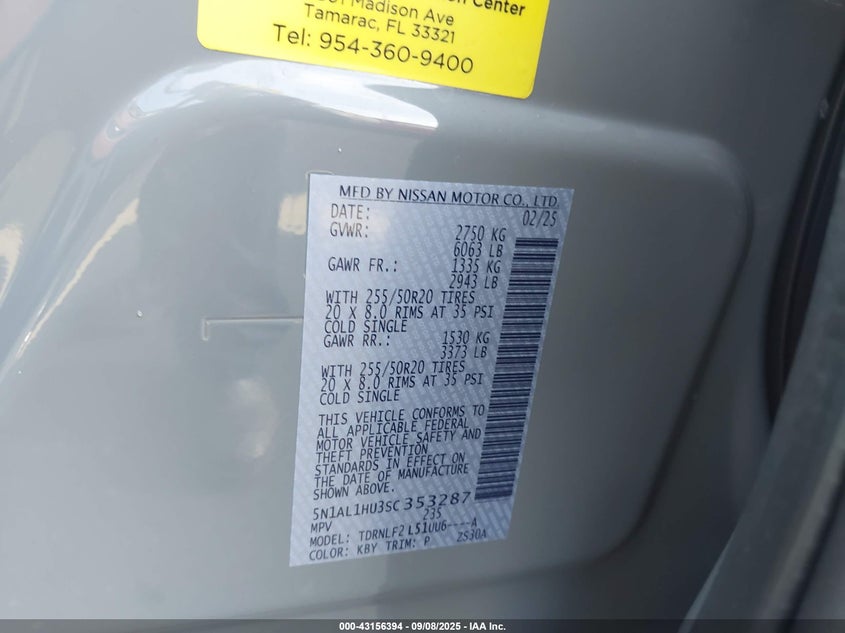 Center
Madison Ave
Tamarac, FL 33321
Tel: 954-360-9400
MFD BY NISSAN MOTOR CO., LTD
DATE: 02/25
GVWR: 2750 KG
6063 LB
GAWR FR.: 1335 KG
2943 LB
WITH 255/50R20 TIRES
20 X 8.0 RIMS AT 35 PSI
COLD SINGLE
GAWR RR.: 1530 KG
3373 LB
WITH 255/50R20 TIRES
20 X 8.0 RIMS AT 35 PSI
COLD SINGLE
THIS VEHICLE CONFORMS TO
ALL APPLICABLE FEDERAL
MOTOR VEHICLE SAFETY AND
THEFT PREVENTION
STANDARDS IN EFFECT ON
THE DATE OF MANUFACTURE
SHOWN ABOVE.
5N1AL1HU3SC353287
MPV 235
MODEL: TDRNLF2 L51UU6----A
COLOR: KBY TRIM: P ZS30A
000-43156394 - 09/08/2025 - IAA Inc.